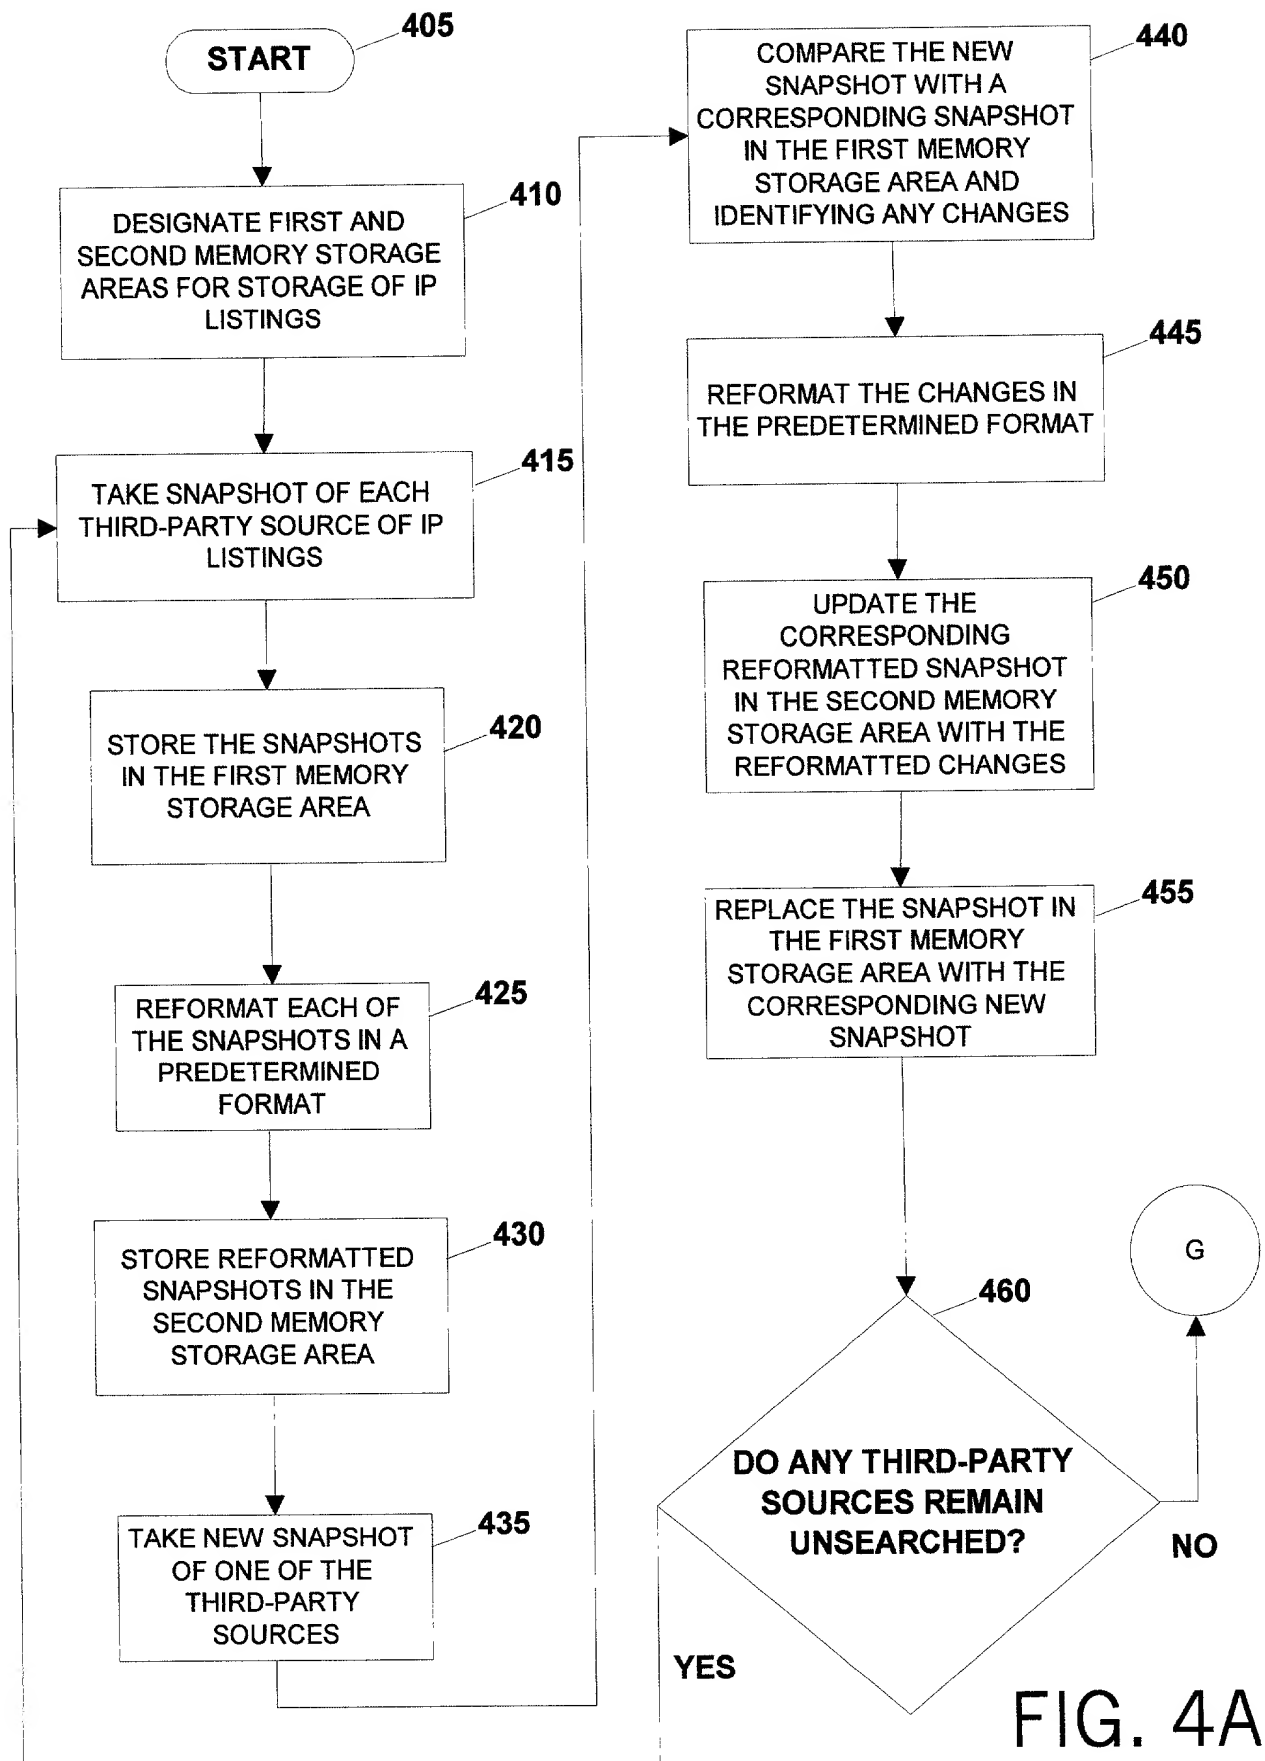 START
405
DESIGNATE FIRST AND
SECOND MEMORY STORAGE
AREAS FOR STORAGE OF IP
LISTINGS
410
TAKE SNAPSHOT OF EACH
THIRD-PARTY SOURCE OF IP
LISTINGS
415
STORE THE SNAPSHOTS
IN THE FIRST MEMORY
STORAGE AREA
420
REFORMAT EACH OF
THE SNAPSHOTS IN A
PREDETERMINED
FORMAT
425
STORE REFORMATTED
SNAPSHOTS IN THE
SECOND MEMORY
STORAGE AREA
430
TAKE NEW SNAPSHOT
OF ONE OF THE
THIRD-PARTY
SOURCES
435
COMPARE THE NEW
SNAPSHOT WITH A
CORRESPONDING SNAPSHOT
IN THE FIRST MEMORY
STORAGE AREA AND
IDENTIFYING ANY CHANGES
440
REFORMAT THE CHANGES IN
THE PREDETERMINED FORMAT
445
UPDATE THE
CORRESPONDING
REFORMATTED SNAPSHOT
IN THE SECOND MEMORY
STORAGE AREA WITH THE
REFORMATTED CHANGES
450
REPLACE THE SNAPSHOT IN
THE FIRST MEMORY
STORAGE AREA WITH THE
CORRESPONDING NEW
SNAPSHOT
455
DO ANY THIRD-PARTY
SOURCES REMAIN
UNSEARCHED?
460
G
NO
YES
FIG. 4A